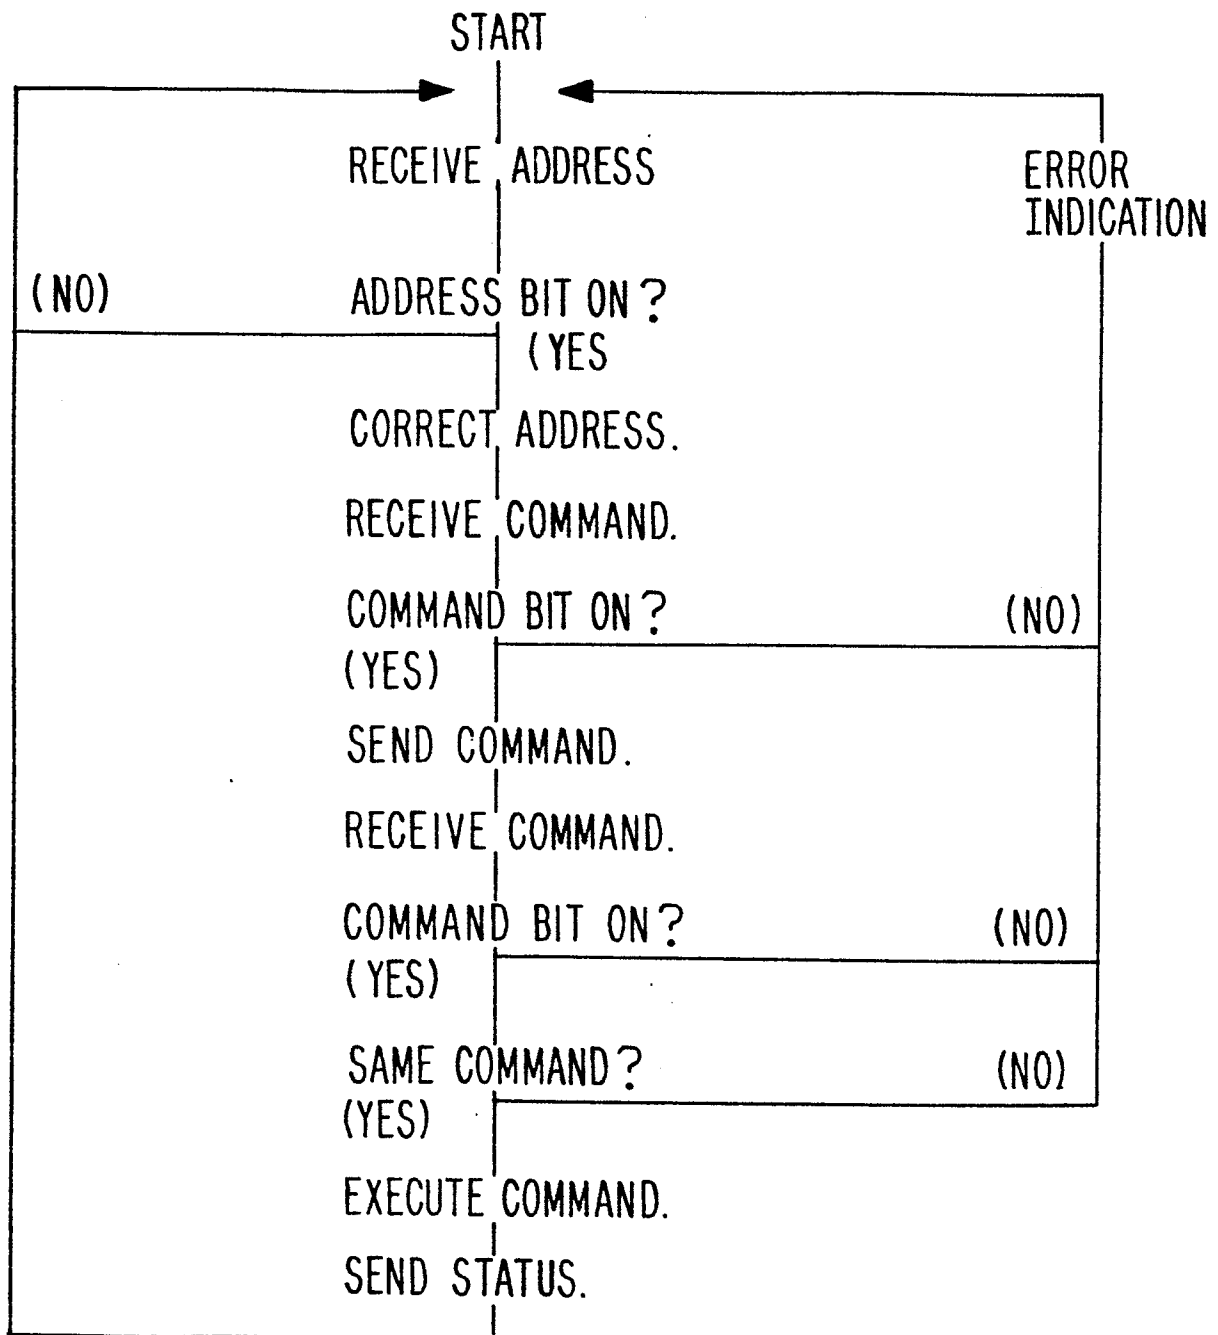 START
RECEIVE ADDRESS
ERROR
INDICATION
(NO)
ADDRESS BIT ON?
(YES
CORRECT ADDRESS.
RECEIVE COMMAND.
COMMAND BIT ON?
(NO)
(YES)
SEND COMMAND.
RECEIVE COMMAND.
COMMAND BIT ON?
(NO)
(YES)
SAME COMMAND?
(NO)
(YES)
EXECUTE COMMAND.
SEND STATUS.